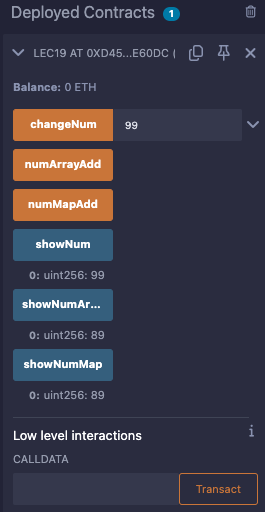 Deployed Contracts 1
LEC19 AT 0XD45...E60DC (
Balance: 0 ETH
changeNum 99
numArrayAdd
numMapAdd
showNum
0: uint256: 99
showNumAr...
0: uint256: 89
showNumMap
0: uint256: 89
Low level interactions i
CALLDATA
Transact